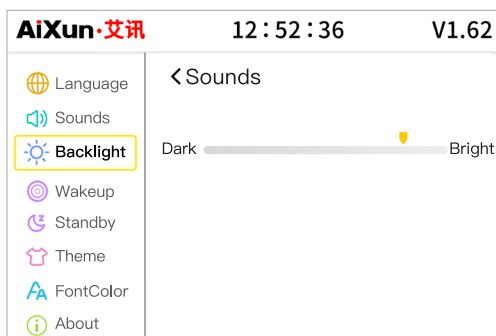 AiXun·艾讯 12:52:36 V1.62
Language
Sounds
Backlight
Wakeup
Standby
Theme
FontColor
About
Sounds
Dark Bright